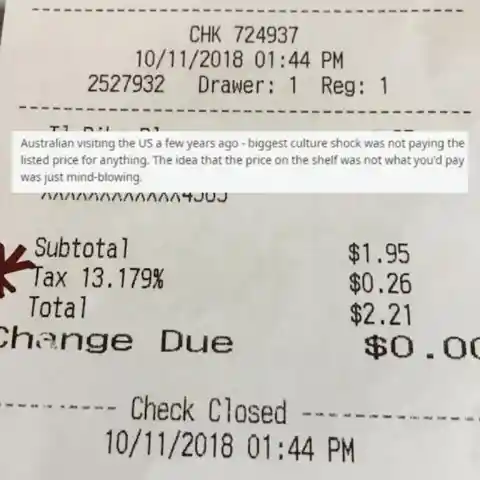 CHK 724937
10/11/2018 01:44 PM
2527932 Drawer: 1 Reg: 1
Australian visiting the US a few years ago - biggest culture shock was not paying the
listed price for anything. The idea that the price on the shelf was not what you'd pay
was just mind-blowing.
Subtotal $1.95
Tax 13.179% $0.26
Total $2.21
Change Due $0.00
Check Closed
10/11/2018 01:44 PM